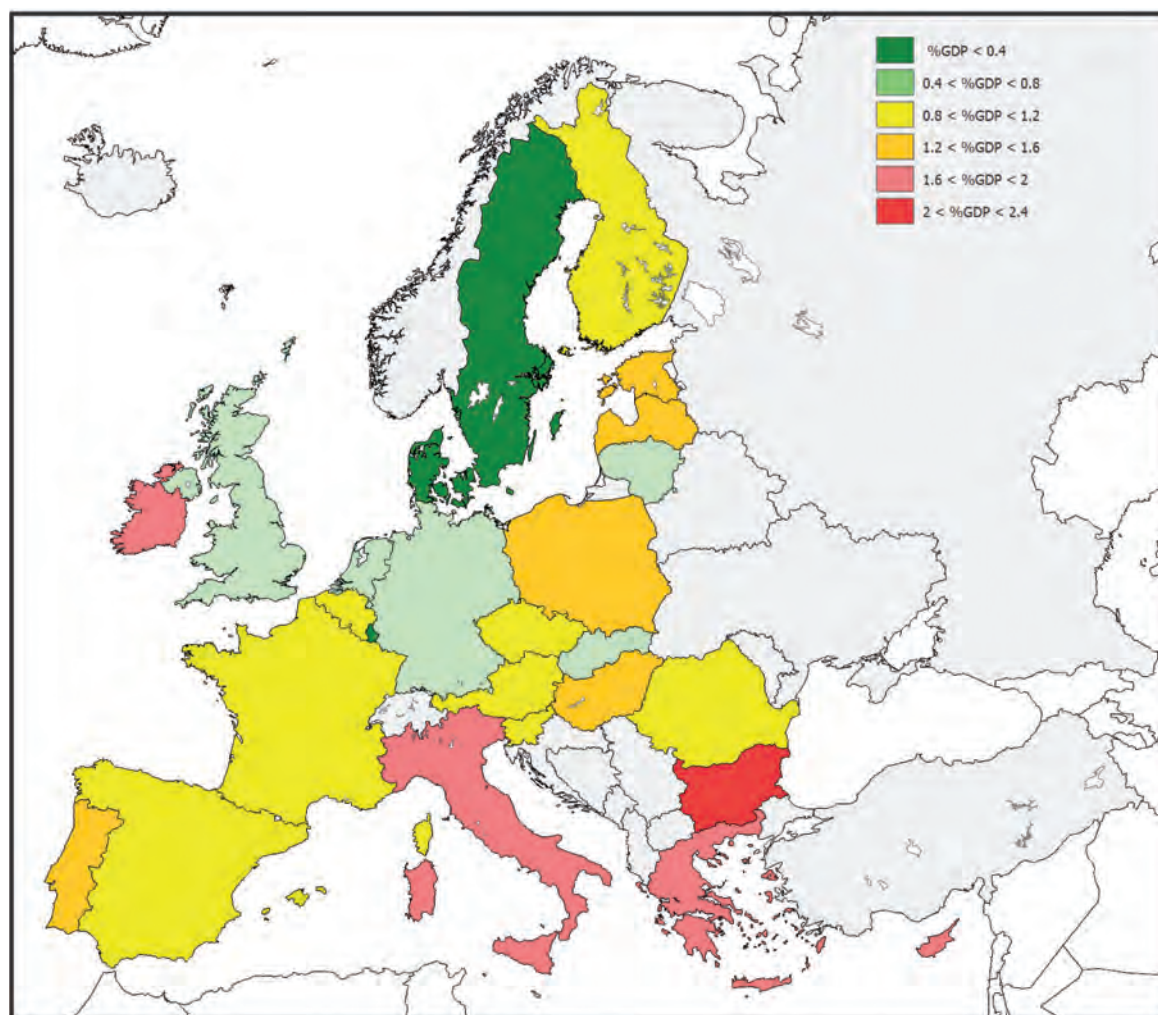 %GDP < 0.4
0.4 < %GDP < 0.8
0.8 < %GDP < 1.2
1.2 < %GDP < 1.6
1.6 < %GDP < 2
2 < %GDP < 2.4